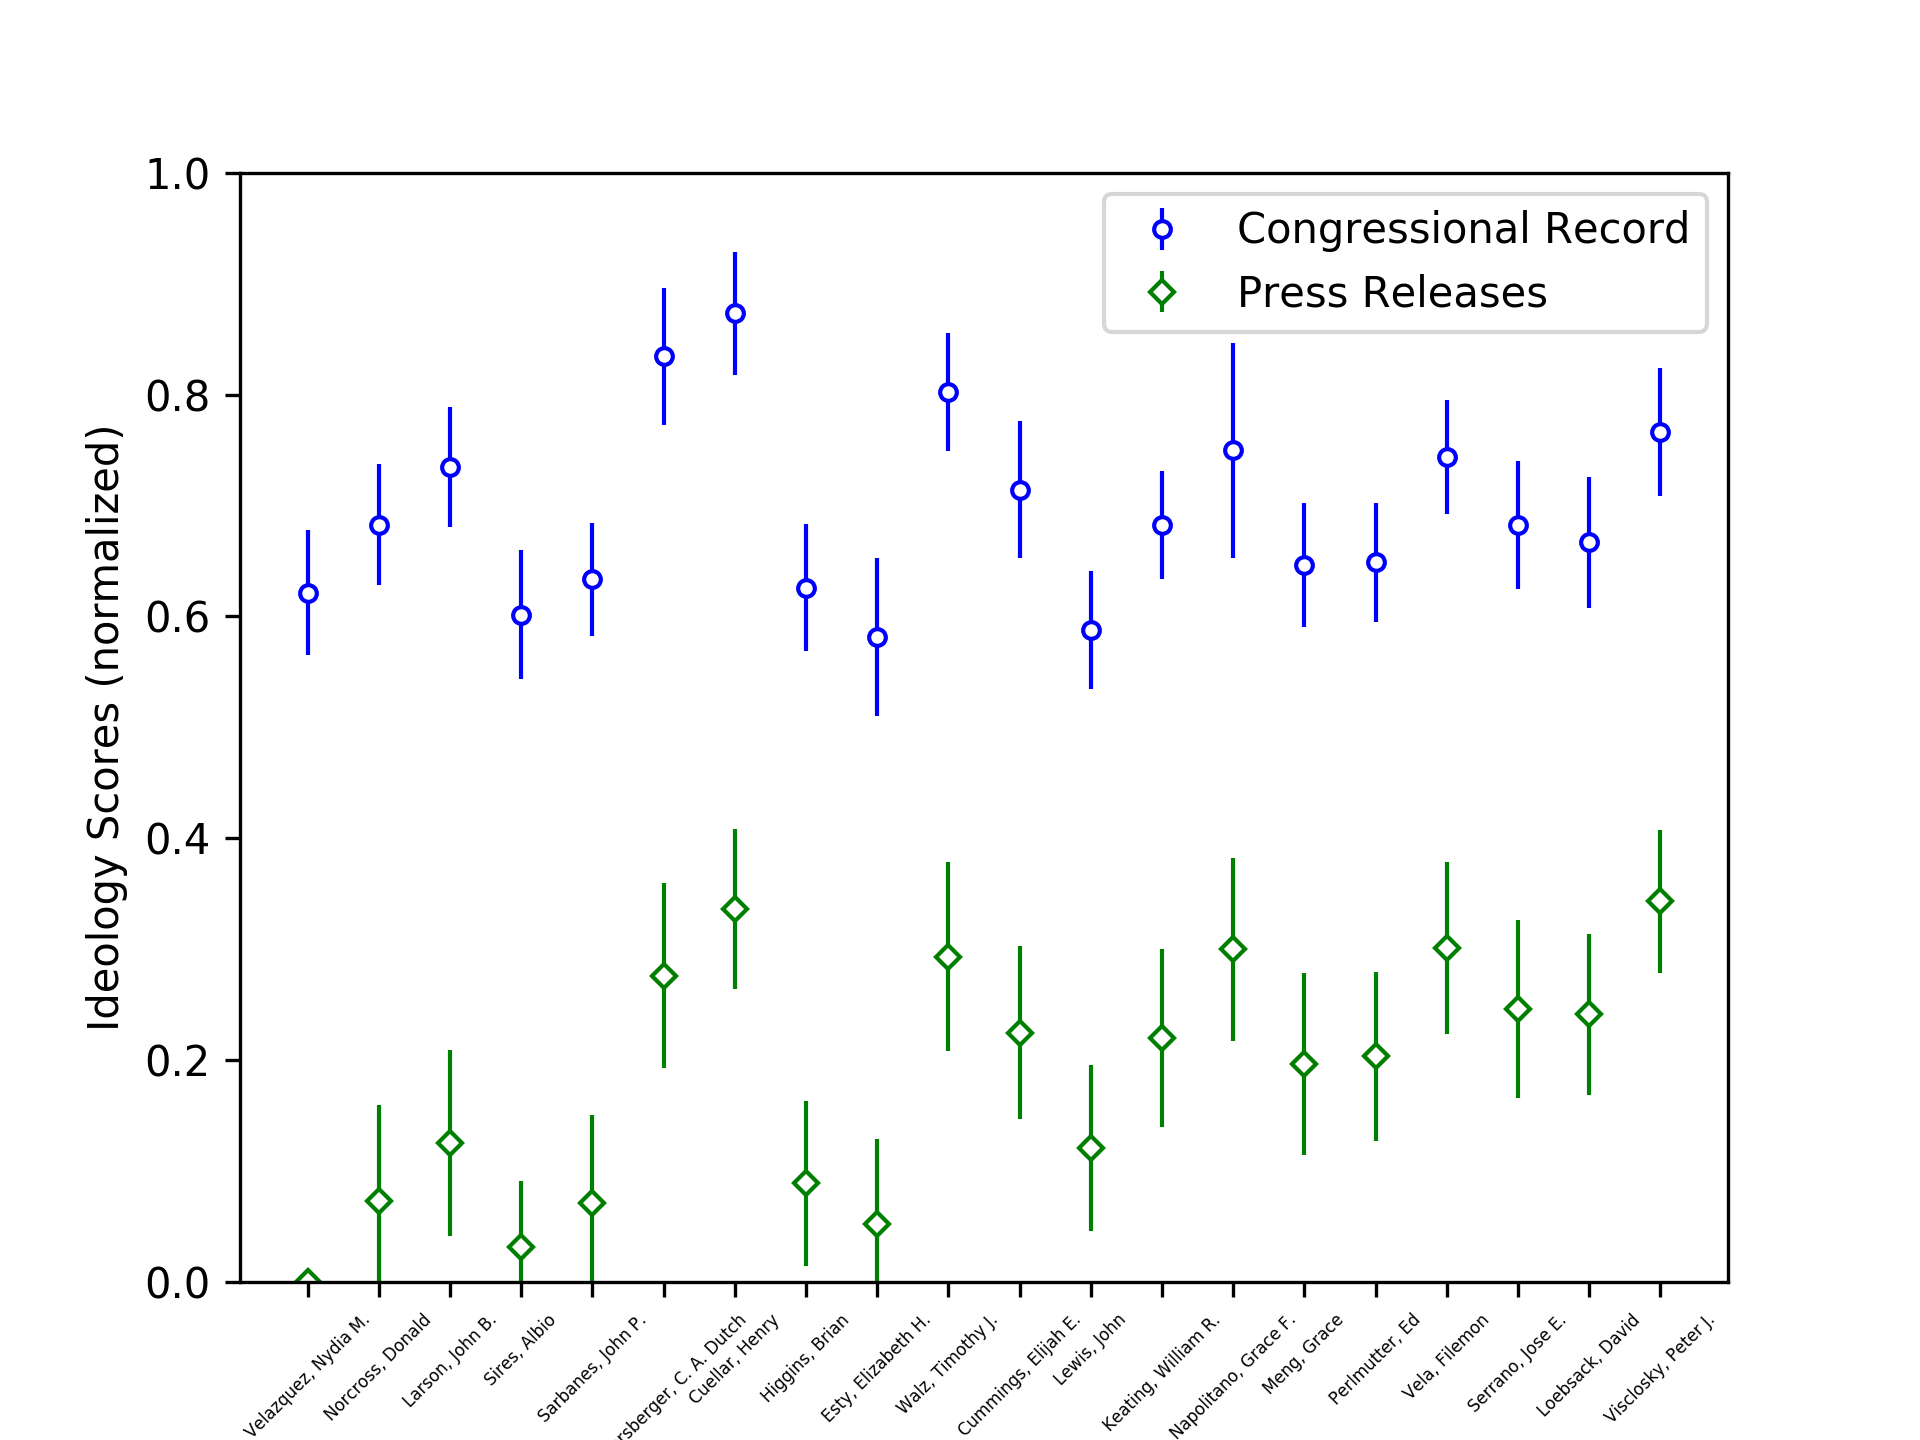 1.0
Congressional Record
Press Releases
0.8
0.6
0.4
0.2
0.0
Ideology Scores (normalized)
Velazquez, Nydia M.
Norcross, Donald
Larson, John B.
Sires, Albio
Sarbanes, John P.
rsberger, C. A. Dutch
Cuellar, Henry
Higgins, Brian
Esty, Elizabeth H.
Walz, Timothy J.
Cummings, Elijah E.
Lewis, John
Keating, William R.
Napolitano, Grace F.
Meng, Grace
Perlmutter, Ed
Vela, Filemon
Serrano, Jose E.
Loebsack, David
Visclosky, Peter J.